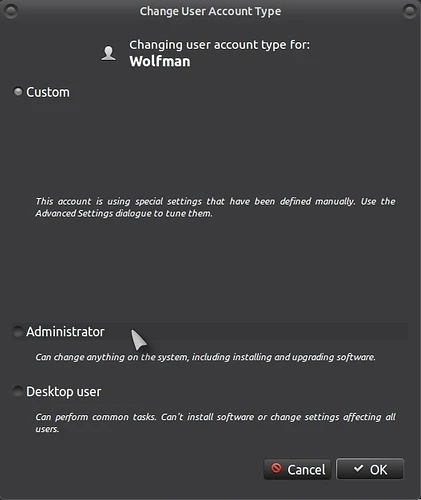 Change User Account Type
Changing user account type for:
Wolfman
Custom
This account is using special settings that have been defined manually. Use the
Advanced Settings dialogue to tune them.
Administrator
Can change anything on the system, including installing and upgrading software.
Desktop user
Can perform common tasks. Can't install software or change settings affecting all
users.
Cancel
OK